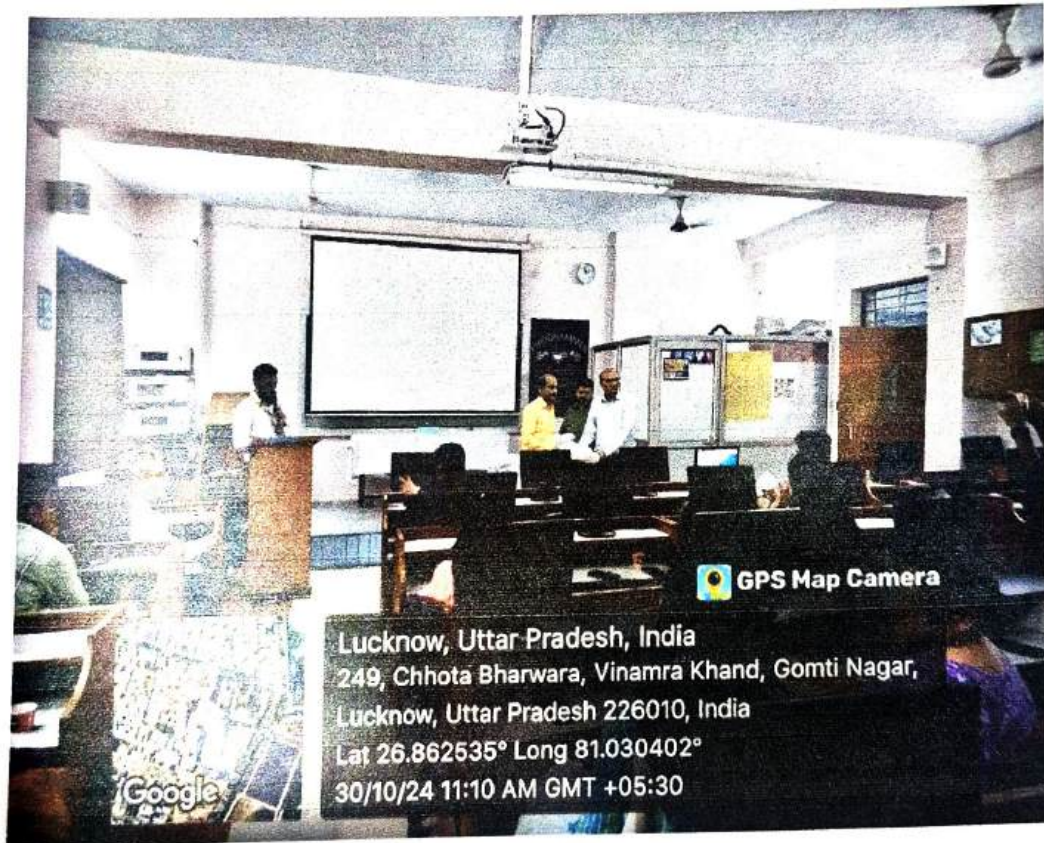 GPS Map Camera
Lucknow, Uttar Pradesh, India
249, Chhota Bharwara, Vinamra Khand, Gomti Nagar,
Lucknow, Uttar Pradesh 226010, India
Lat 26.862535° Long 81.030402°
30/10/24 11:10 AM GMT +05:30
Google